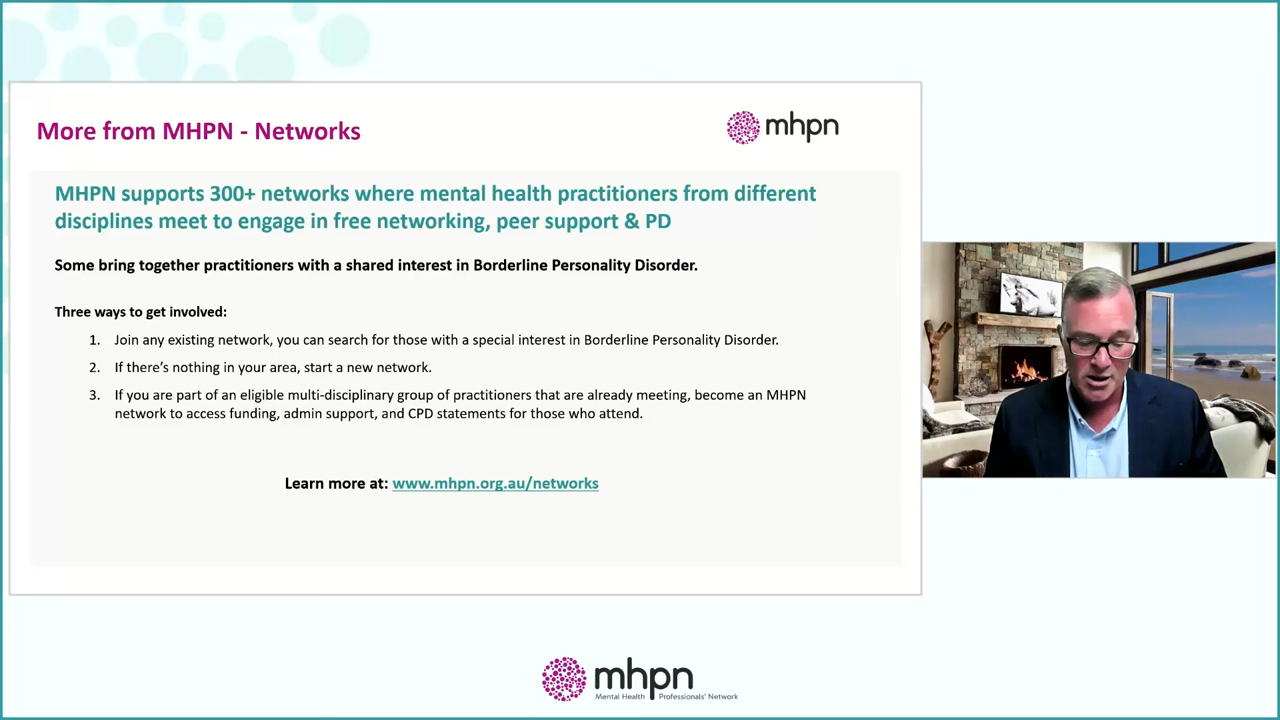 More from MHPN - Networks
mhpn
MHPN supports 300+ networks where mental health practitioners from different
disciplines meet to engage in free networking, peer support & PD
Some bring together practitioners with a shared interest in Borderline Personality Disorder.
Three ways to get involved:
1. Join any existing network, you can search for those with a special interest in Borderline Personality Disorder.
2. If there’s nothing in your area, start a new network.
3. If you are part of an eligible multi-disciplinary group of practitioners that are already meeting, become an MHPN
network to access funding, admin support, and CPD statements for those who attend.
Learn more at: www.mhpn.org.au/networks
mhpn
Mental Health Professionals' Network